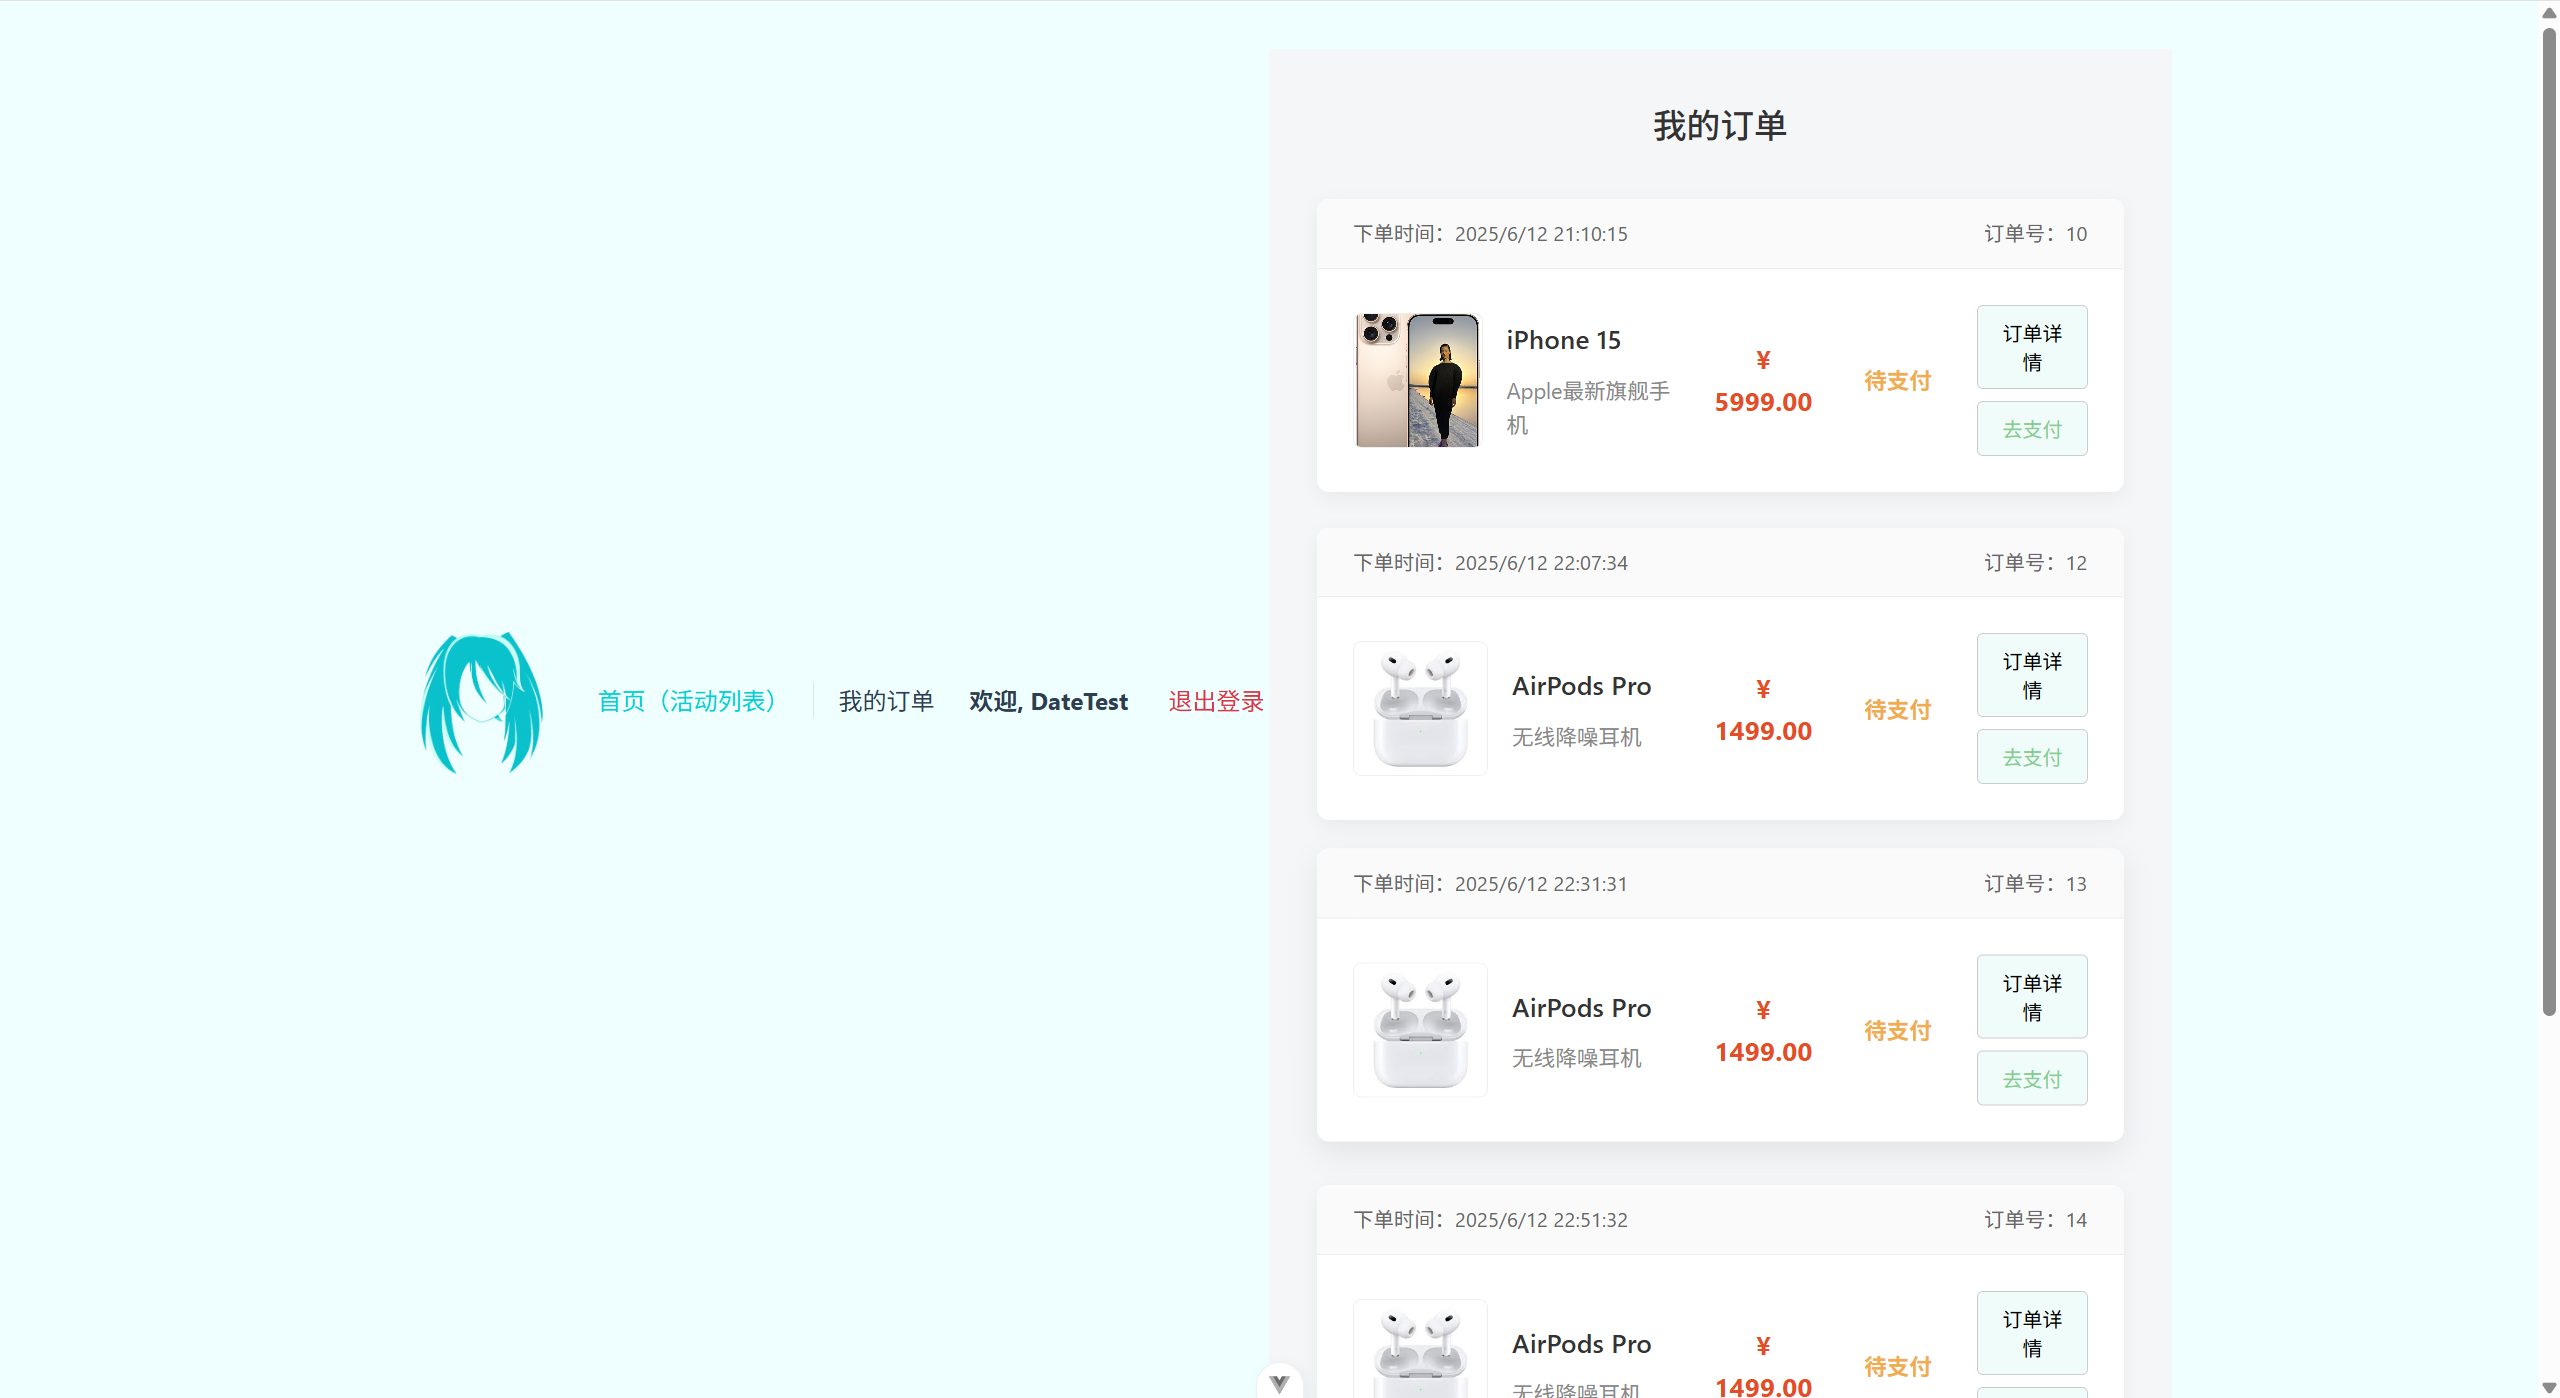 首页（活动列表）
我的订单
欢迎, DateTest
退出登录
我的订单
下单时间：2025/6/12 21:10:15
订单号：10
iPhone 15
Apple最新旗舰手
机
¥
5999.00
待支付
订单详
情
去支付
下单时间：2025/6/12 22:07:34
订单号：12
AirPods Pro
无线降噪耳机
¥
1499.00
待支付
订单详
情
去支付
下单时间：2025/6/12 22:31:31
订单号：13
AirPods Pro
无线降噪耳机
¥
1499.00
待支付
订单详
情
去支付
下单时间：2025/6/12 22:51:32
订单号：14
AirPods Pro
无线降噪耳机
¥
1499.00
待支付
订单详
情